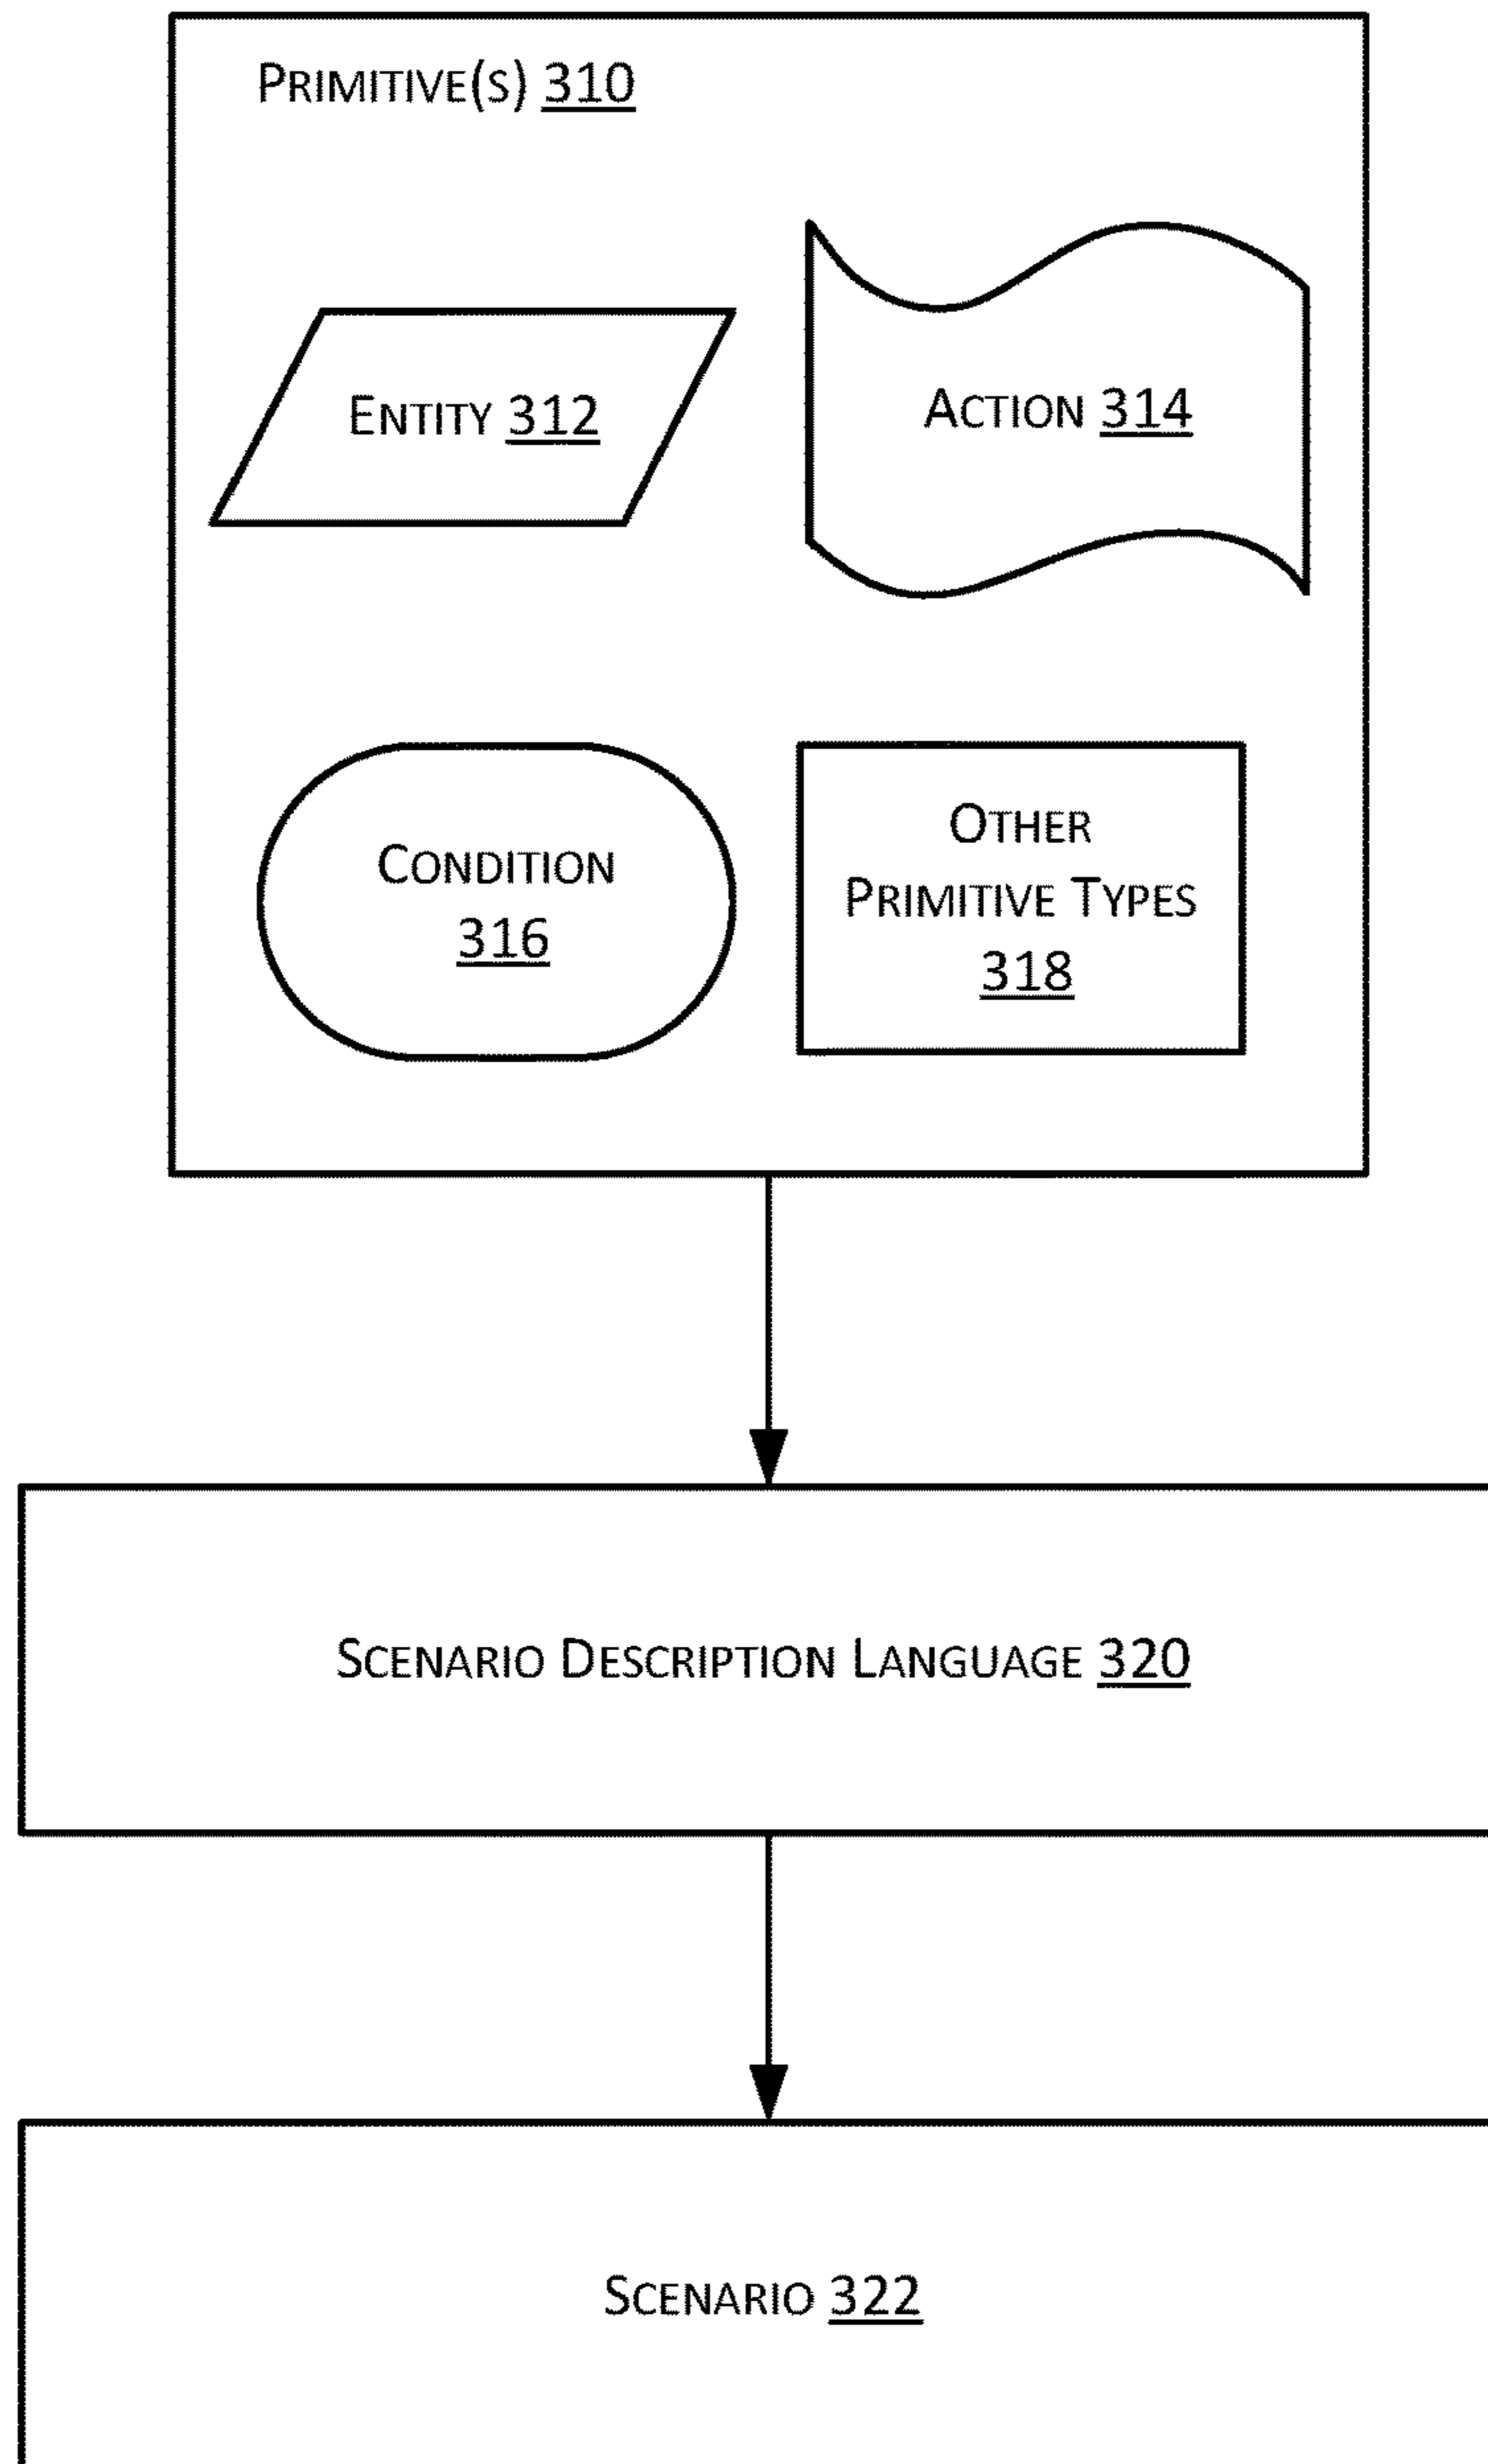 PRIMITIVE(S) 310
ENTITY 312
ACTION 314
CONDITION
316
OTHER
PRIMITIVE TYPES
318
SCENARIO DESCRIPTION LANGUAGE 320
SCENARIO 322